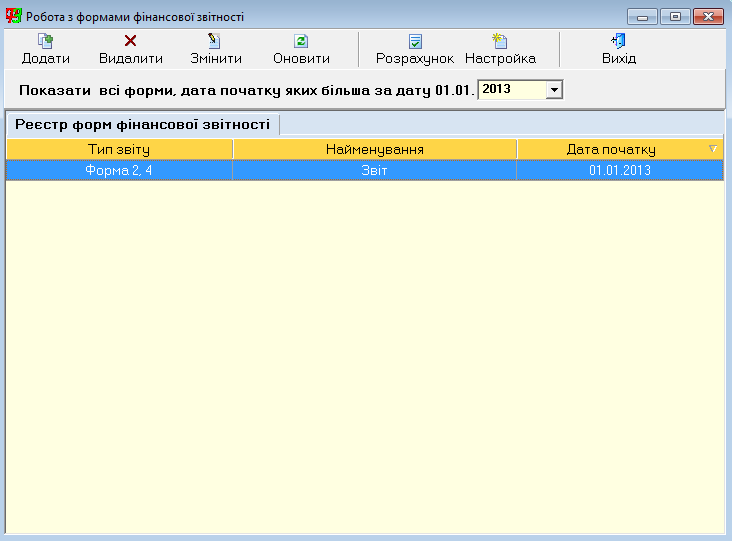 Робота з формами фінансової звітності
Додати Видалити Змінити Оновити Розрахунок Настройка Вихід
Показати всі форми, дата початку яких більша за дату 01.01. 2013
Реєстр форм фінансової звітності
Тип звіту Найменування Дата початку
Форма 2, 4 Звіт 01.01.2013